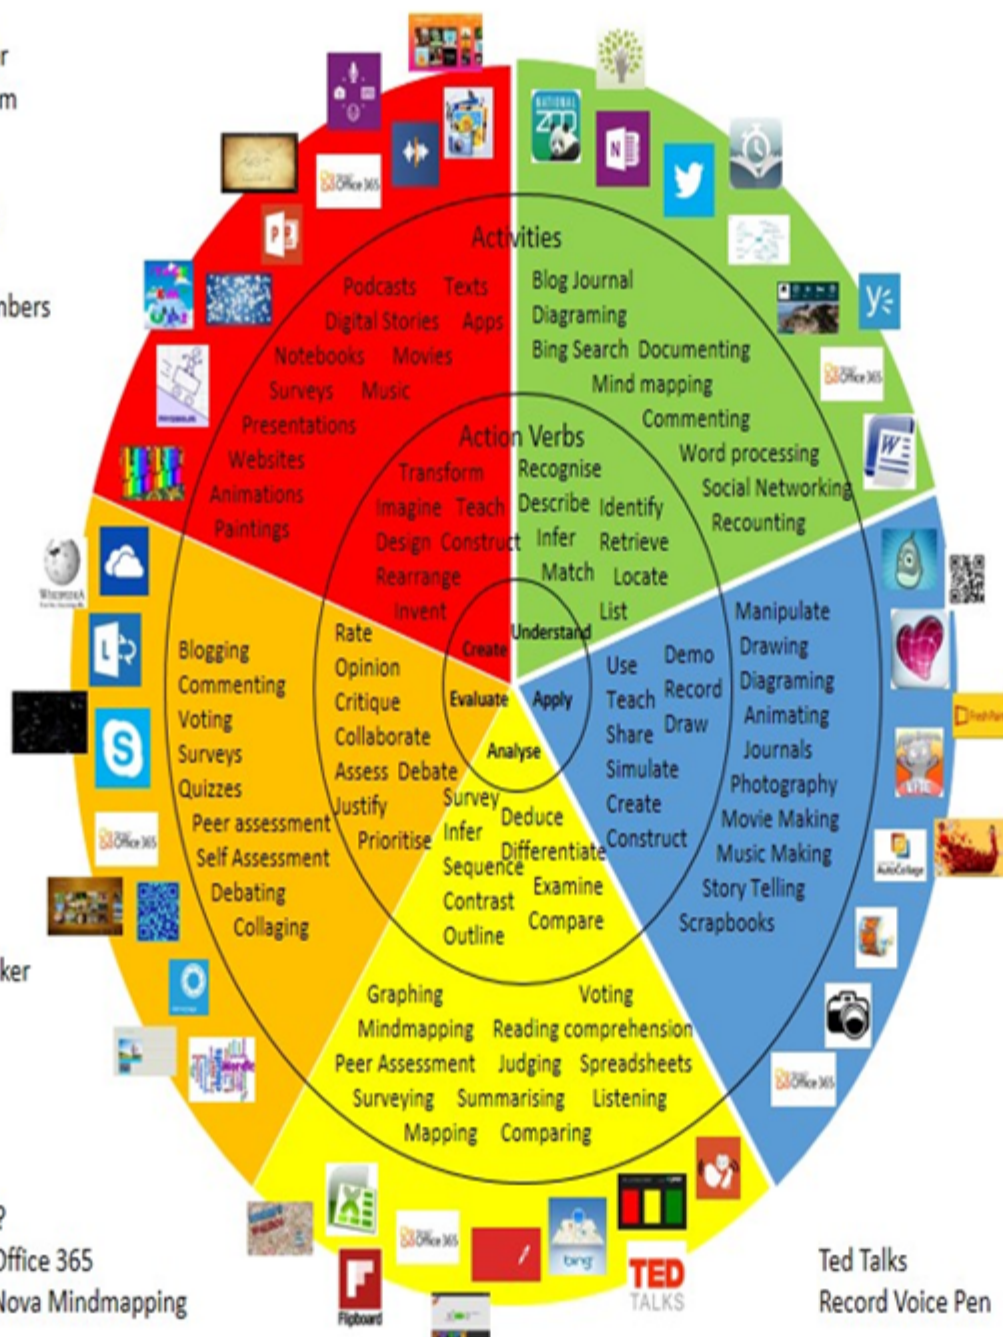 r
m
nbers
ker
?
Office 365
Nova Mindmapping
Ted Talks
Record Voice Pen
Activities
Podcasts Texts
Digital Stories Apps
Notebooks Movies
Surveys Music
Presentations
Websites
Animations
Paintings
Blog Journal
Diagraming
Bing Search Documenting
Mind mapping
Commenting
Word processing
Social Networking
Recounting
Action Verbs
Transform
Imagine Teach
Design Construct
Rearrange
Invent
Recognise
Describe Identify
Infer Retrieve
Match Locate
List
Create
Understand
Evaluate
Apply
Analyse
Blogging
Commenting
Voting
Surveys
Quizzes
Peer assessment
Self Assessment
Debating
Collaging
Rate
Opinion
Critique
Collaborate
Assess Debate
Justify
Prioritise
Survey
Infer
Sequence
Contrast
Outline
Deduce
Differentiate
Examine
Compare
Use
Teach
Share
Simulate
Create
Construct
Demo
Record
Draw
Manipulate
Drawing
Diagraming
Animating
Journals
Photography
Movie Making
Music Making
Story Telling
Scrapbooks
Graphing Voting
Mindmapping Reading comprehension
Peer Assessment Judging Spreadsheets
Surveying Summarising Listening
Mapping Comparing
NATIONAL
ZOO
N
Office 365
P
Office 365
W
WIKIPEDIA
L
S
Office 365
Wordle
AutoCollage
Office 365
X
Office 365
bing
Flipboard
TED
TALKS